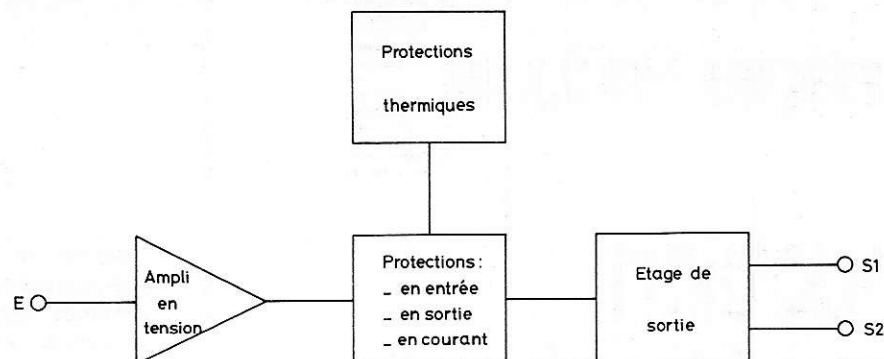 Protections
thermiques
E
Ampli
en
tension
Protections :
_ en entrée
_ en sortie
_ en courant
Etage de
sortie
S1
S2